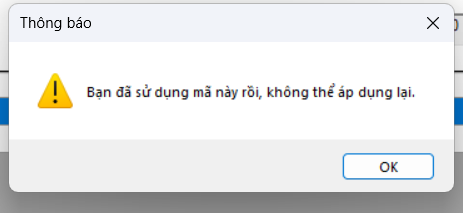 Thông báo
Bạn đã sử dụng mã này rồi, không thể áp dụng lại.
OK